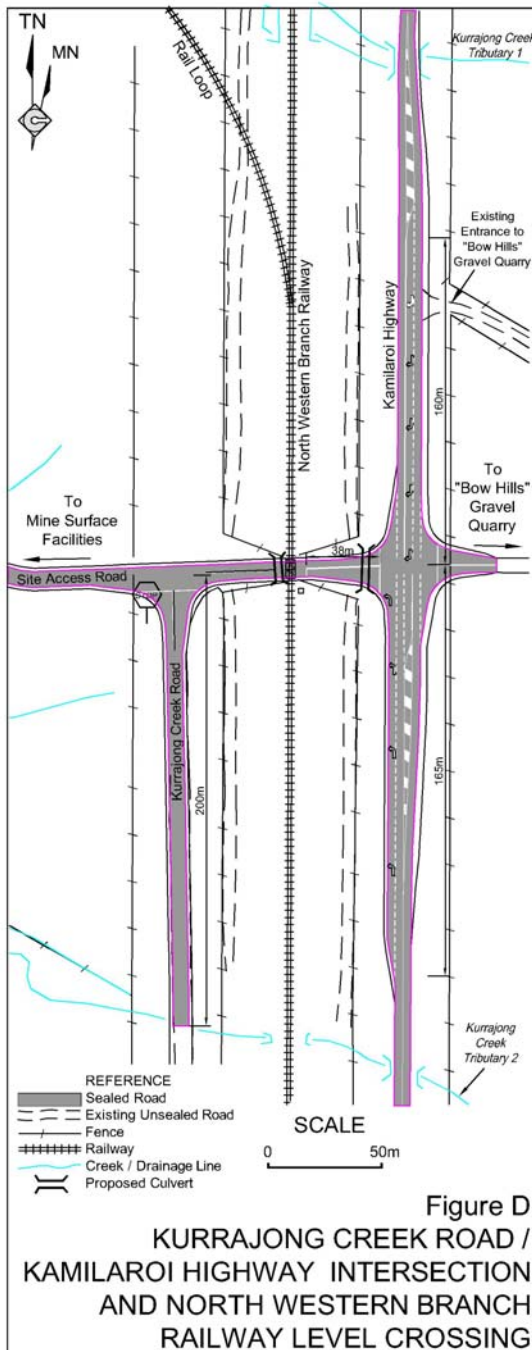 TN
MN
Rail Loop
Kurrajong Creek
Tributary 1
Existing
Entrance to
"Bow Hills"
Gravel Quarry
North Western Branch Railway
Kamilaroi Highway
160m
To
Mine Surface
Facilities
To
"Bow Hills"
Gravel
Quarry
38m
Site Access Road
Kurrajong Creek Road
200m
165m
Kurrajong
Creek
Tributary 2
REFERENCE
Sealed Road
Existing Unsealed Road
Fence
Railway
Creek / Drainage Line
Proposed Culvert
SCALE
0 50m
Figure D
KURRAJONG CREEK ROAD /
KAMILAROI HIGHWAY INTERSECTION
AND NORTH WESTERN BRANCH
RAILWAY LEVEL CROSSING